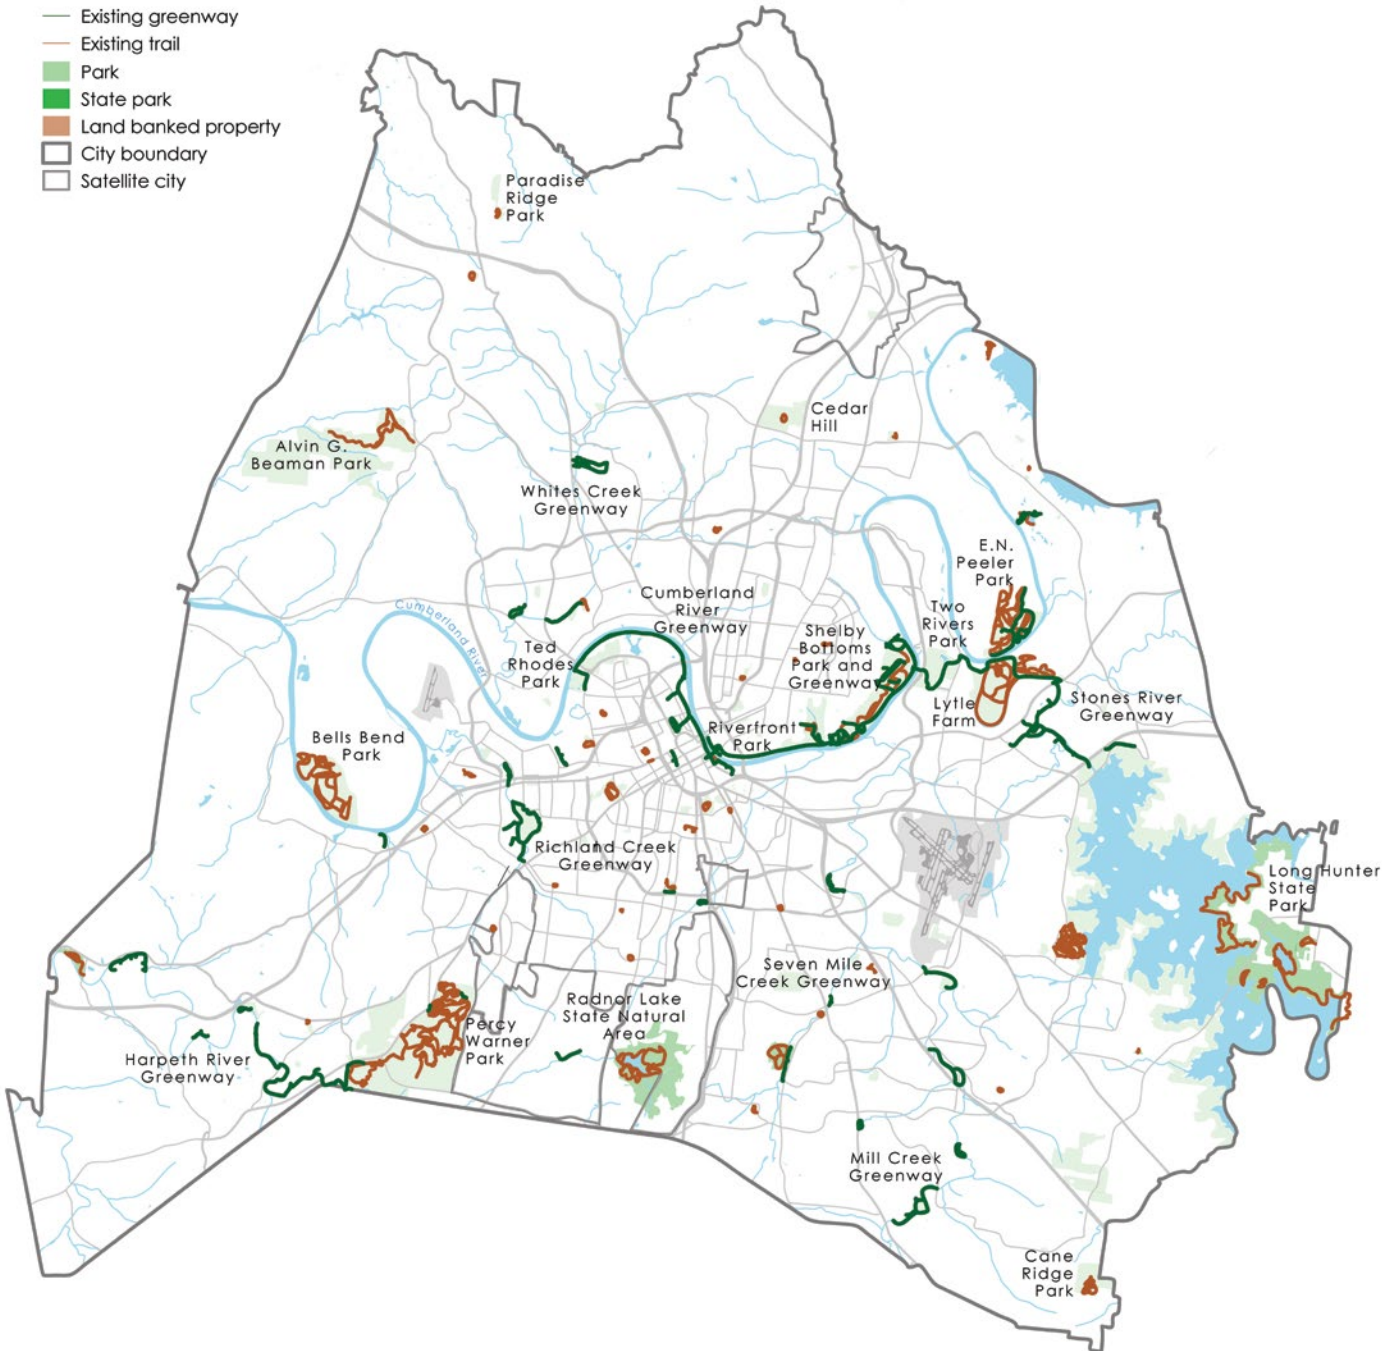 Existing greenway
Existing trail
Park
State park
Land banked property
City boundary
Satellite city
Paradise
Ridge
Park
Cedar
Hill
Alvin G.
Beaman Park
Whites Creek
Greenway
E.N.
Peeler
Park
Cumberland
River
Greenway
Cumberland River
Two
Rivers
Park
Shelby
Bottoms
Park and
Greenway
Ted
Rhodes
Park
Lytle
Farm
Stones River
Greenway
Riverfront
Park
Bells Bend
Park
Richland Creek
Greenway
Long Hunter
State
Park
Seven Mile
Creek Greenway
Radnor Lake
State Natural
Area
Percy
Warner
Park
Harpeth River
Greenway
Mill Creek
Greenway
Cane
Ridge
Park